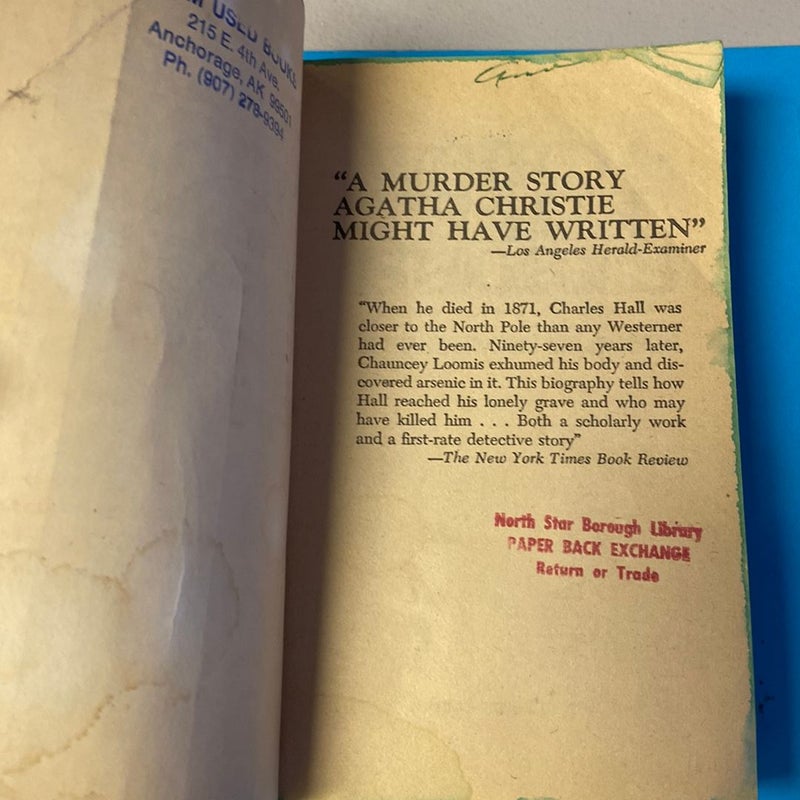 USED BOOKS
215 E. 4th Ave.
Anchorage, AK 99501
Ph. (907) 278-9394
“A MURDER STORY
AGATHA CHRISTIE
MIGHT HAVE WRITTEN”
—Los Angeles Herald-Examiner
“When he died in 1871, Charles Hall was
closer to the North Pole than any Westerner
had ever been. Ninety-seven years later,
Chauncey Loomis exhumed his body and dis-
covered arsenic in it. This biography tells how
Hall reached his lonely grave and who may
have killed him . . . Both a scholarly work
and a first-rate detective story”
—The New York Times Book Review
North Star Borough Library
PAPER BACK EXCHANGE
Return or Trade